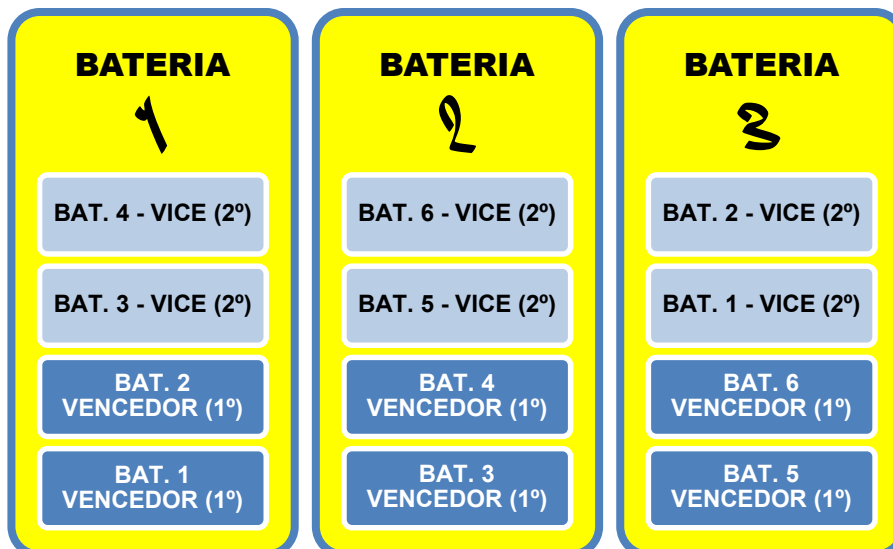 BATERIA
1
BAT. 4 - VICE (2º)
BAT. 3 - VICE (2º)
BAT. 2
VENCEDOR (1º)
BAT. 1
VENCEDOR (1º)
BATERIA
2
BAT. 6 - VICE (2º)
BAT. 5 - VICE (2º)
BAT. 4
VENCEDOR (1º)
BAT. 3
VENCEDOR (1º)
BATERIA
3
BAT. 2 - VICE (2º)
BAT. 1 - VICE (2º)
BAT. 6
VENCEDOR (1º)
BAT. 5
VENCEDOR (1º)